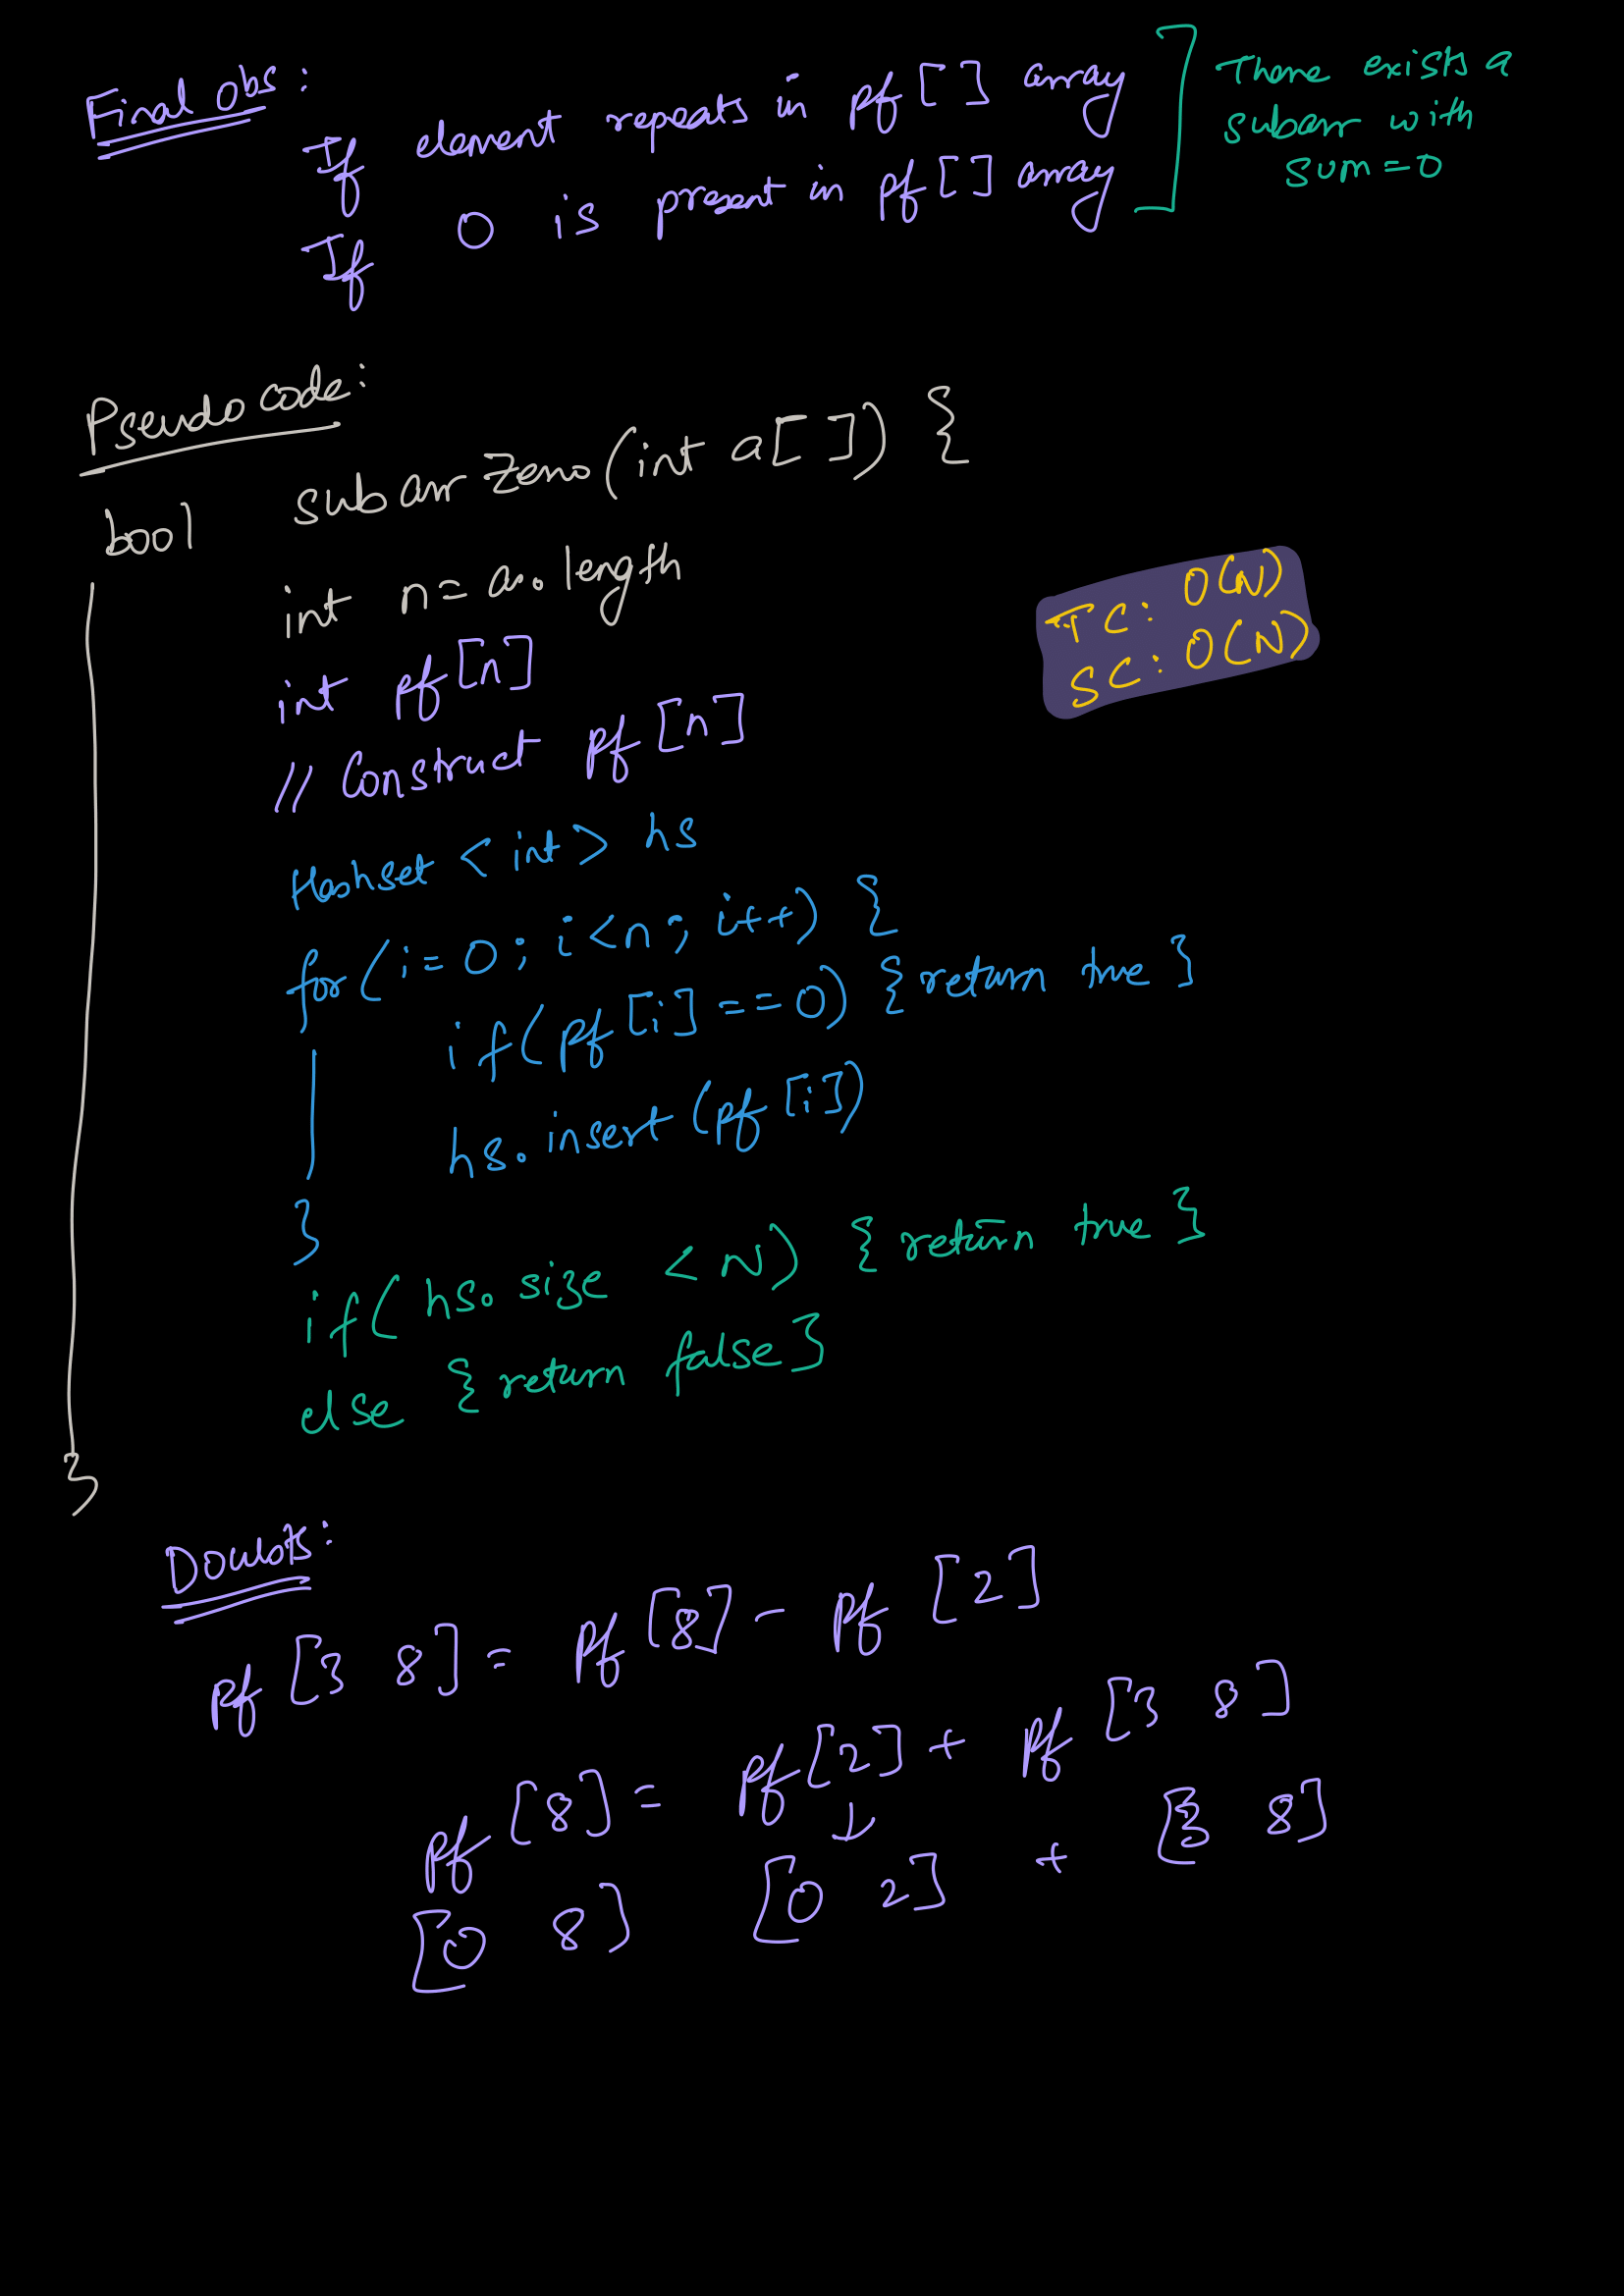 Final obs:
If element repeats in pf[] array
If 0 is present in pf[] array
There exists a
subarr with
sum=0
Pseudo code:
bool subarrZero(int a[]) {
int n= a.length
int pf[n]
// Construct pf[n]
TC: O(N)
SC: O(N)
Hashset <int> hs
for(i=0; i<n; i++) {
if(pf[i]==0) {return true}
hs.insert(pf[i])
}
if(hs.size <N) {return true}
else {return false}
}
Doubts:
pf[3 8] = pf[8] - pf[2]
pf[8] = pf[2] + pf[3 8]
[0 8] [0 2] + [3 8]